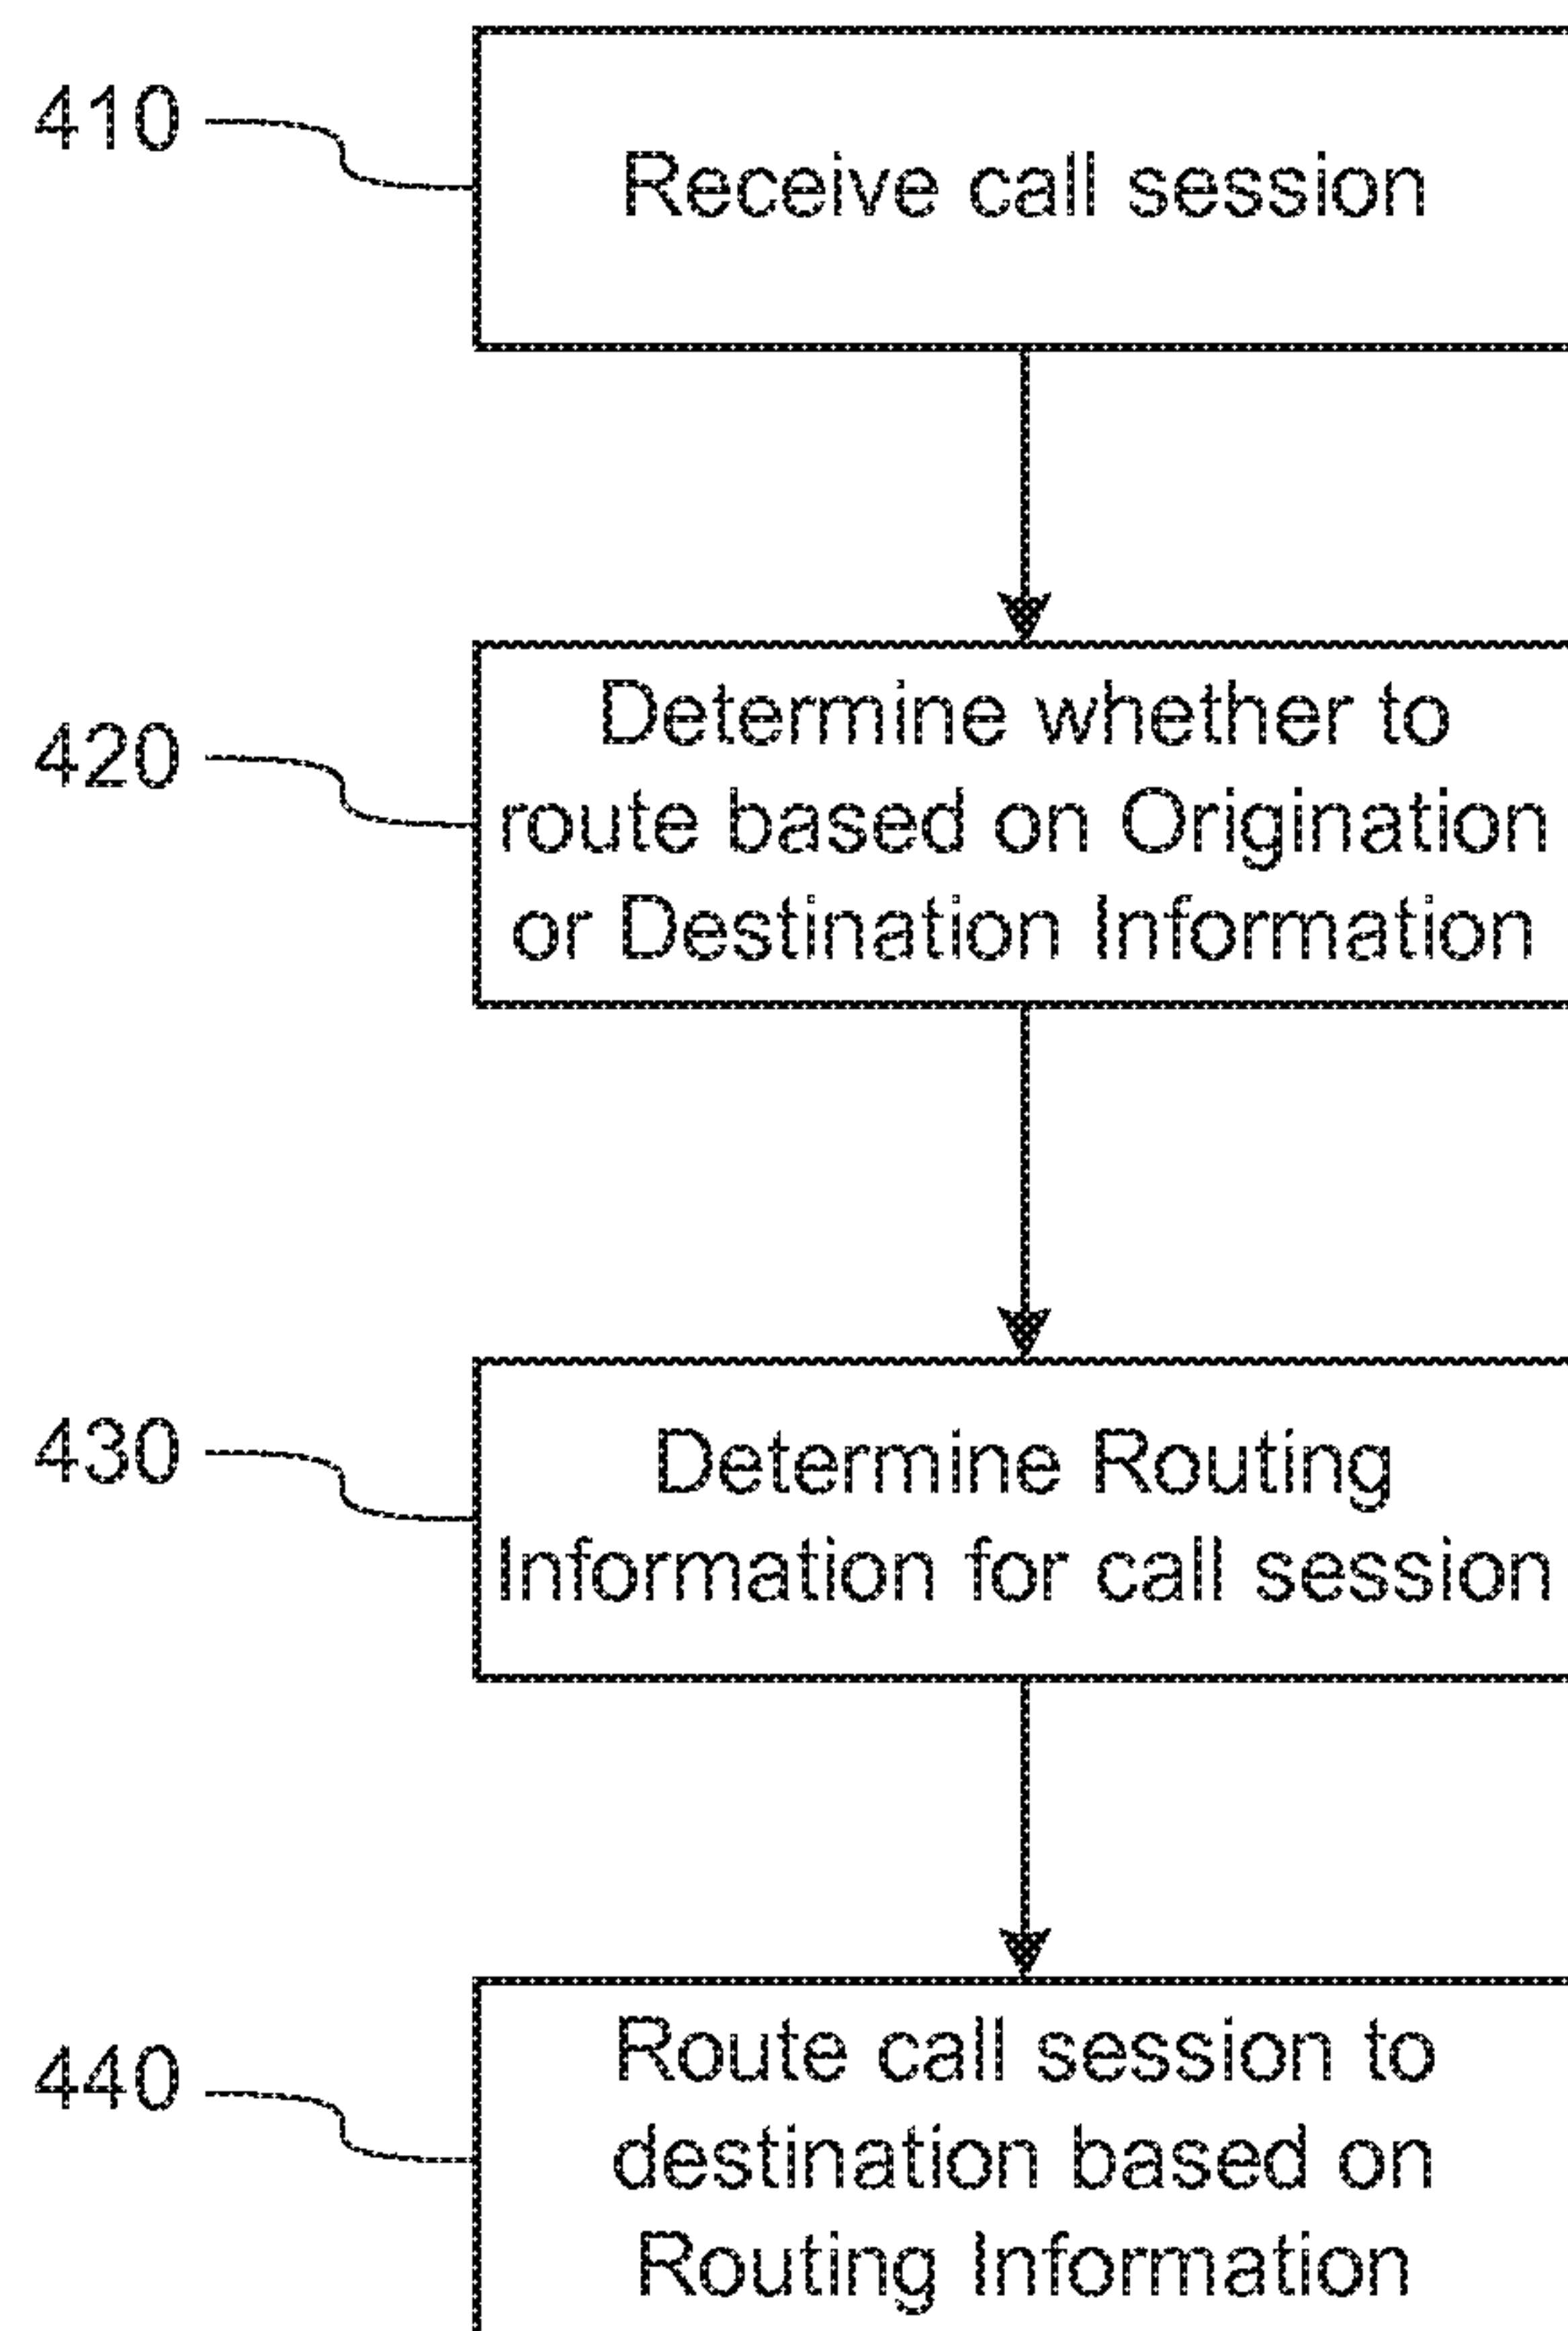 410
Receive call session
420
Determine whether to
route based on Origination
or Destination Information
430
Determine Routing
Information for call session
440
Route call session to
destination based on
Routing Information